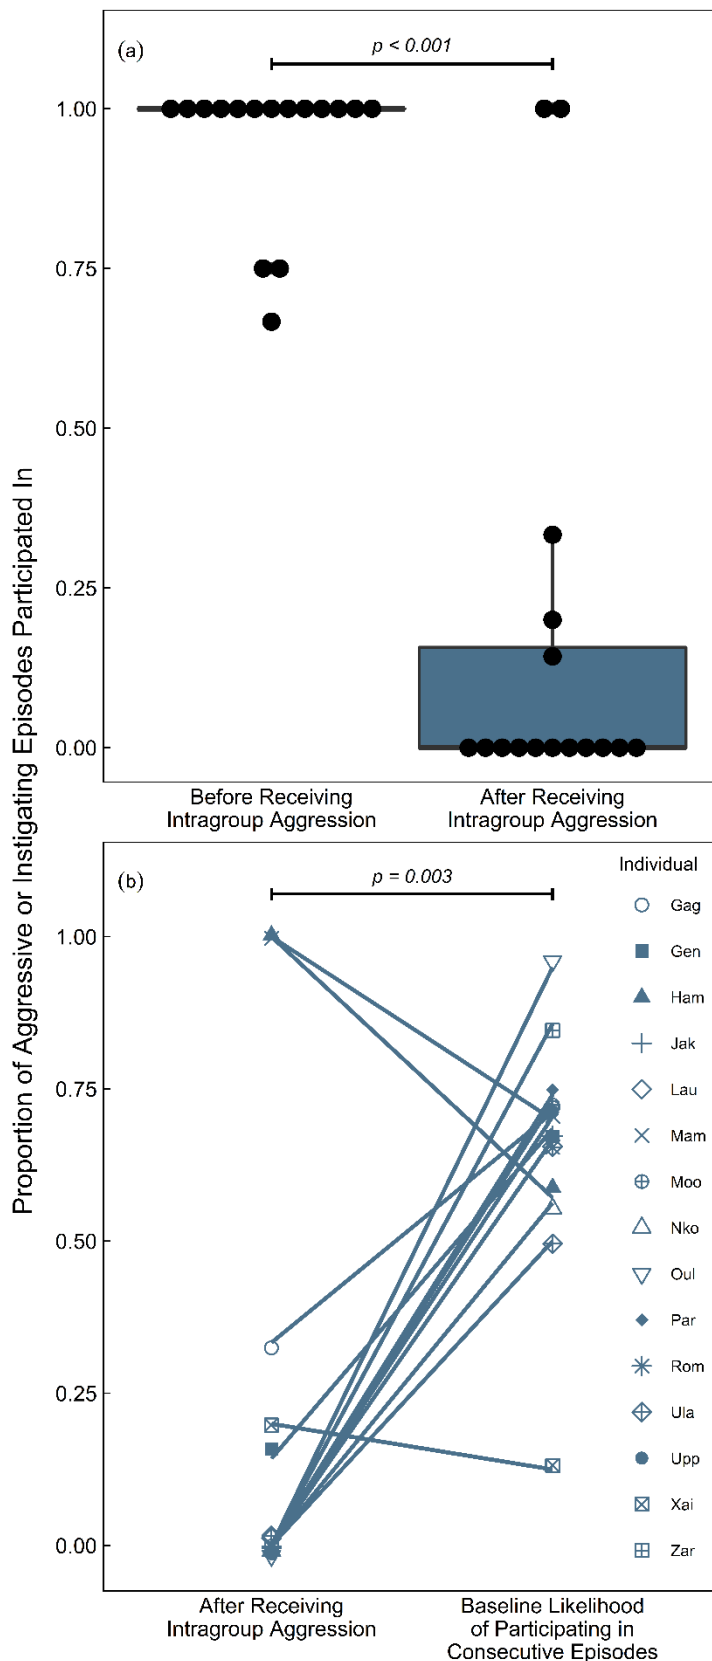 Proportion of Aggressive or Instigating Episodes Participated In
(a)
p < 0.001
1.00
0.75
0.50
0.25
0.00
Before Receiving
Intragroup Aggression
After Receiving
Intragroup Aggression
(b)
p = 0.003
1.00
0.75
0.50
0.25
0.00
Individual
Gag
Gen
Ham
Jak
Lau
Mam
Moo
Nko
Oul
Par
Rom
Ula
Upp
Xai
Zar
After Receiving
Intragroup Aggression
Baseline Likelihood
of Participating in
Consecutive Episodes